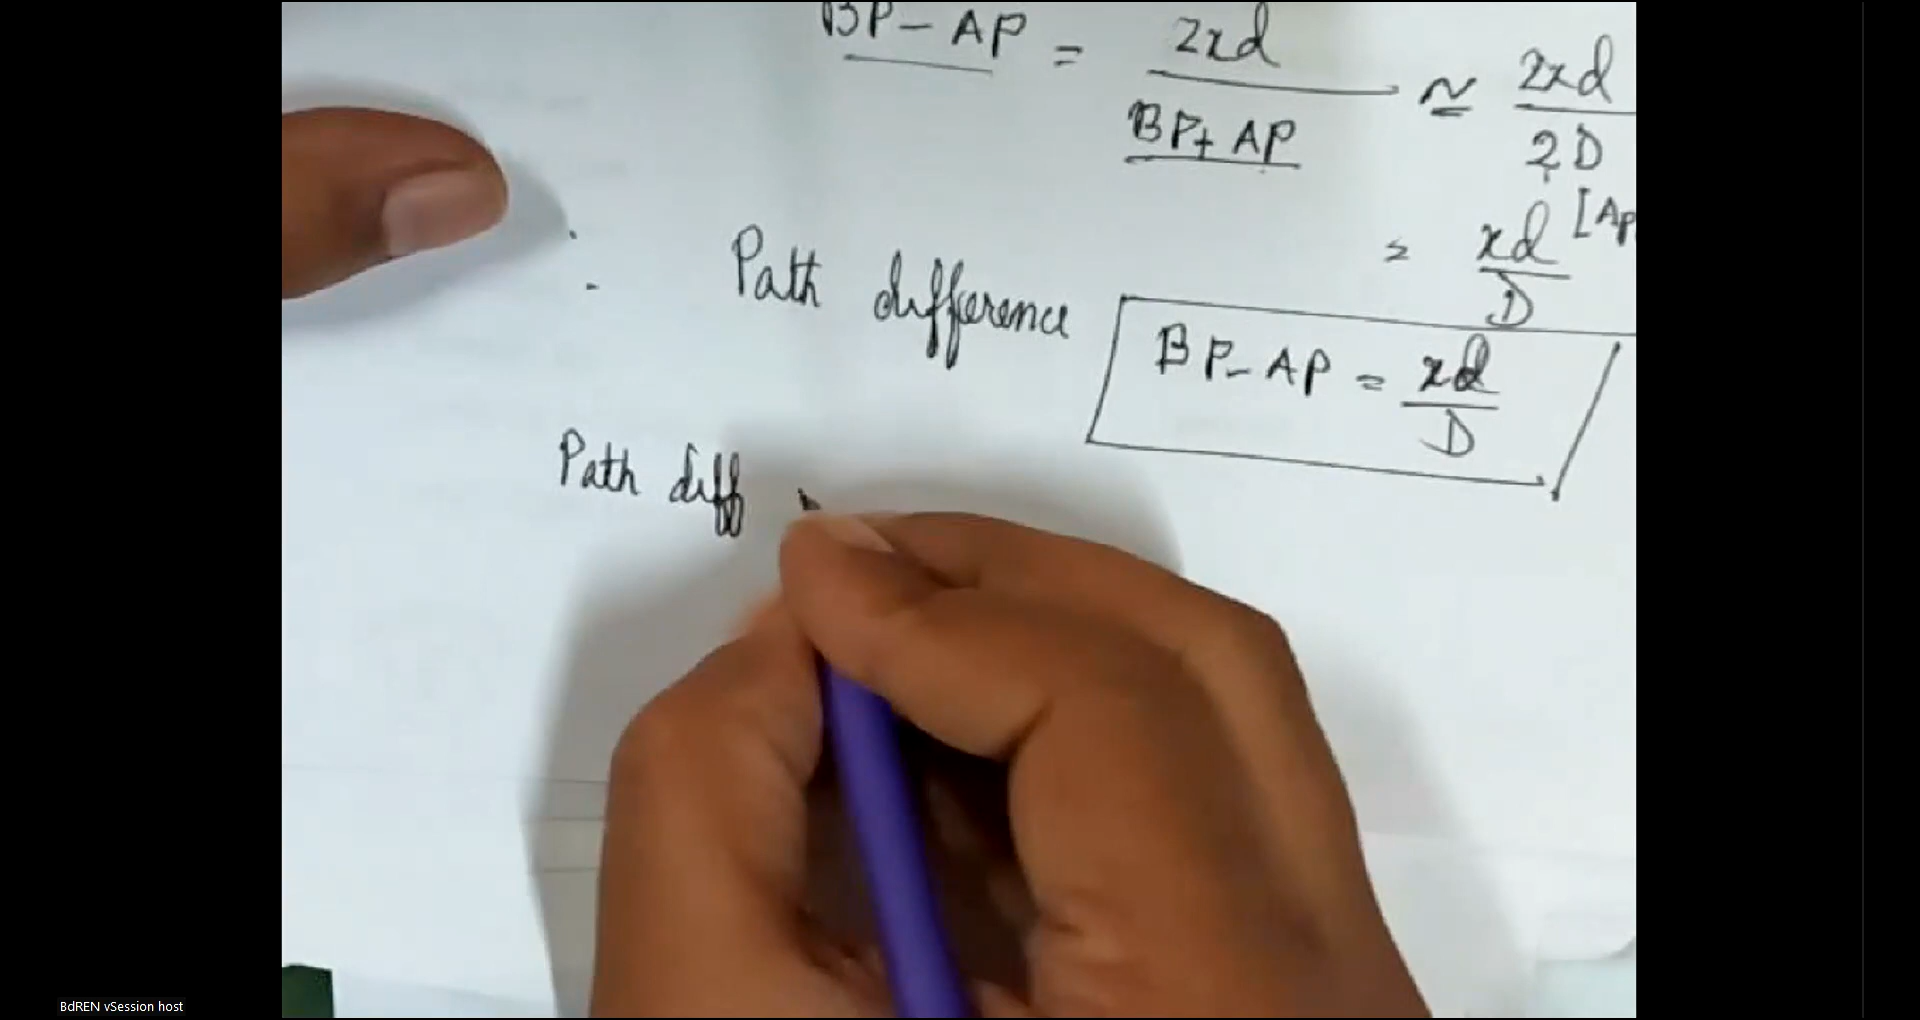 BP - AP = 2xd / BP + AP ≃ 2xd / 2D
= xd / D [AP
∴ Path difference BP - AP = xd / D
Path diff
BdREN vSession host